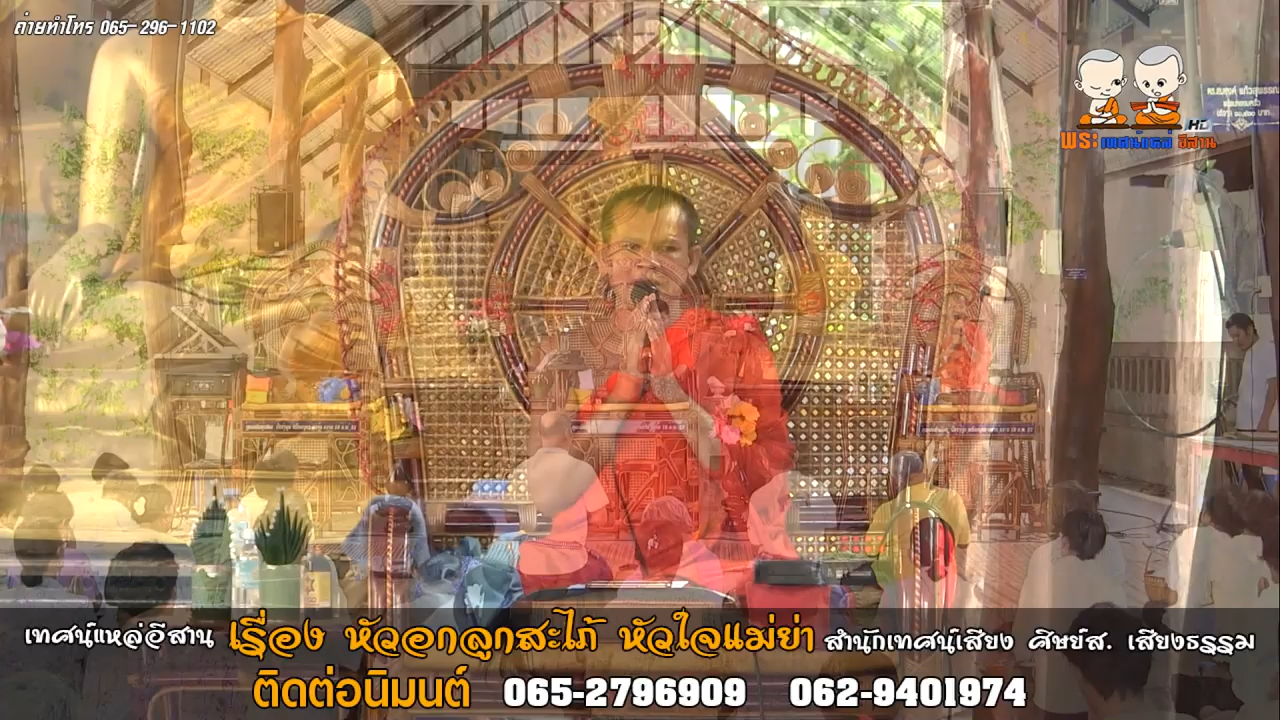 ถ่ายทำโทร 065-296-1102
HD
พระเทศน์แหล่อีสาน
เทศน์แหล่อีสาน เรื่อง หัวอกลูกสะไภ้ หัวใจแม่ย่า สำนักเทศน์เสียง ศิษย์ส. เสียงธรรม
ติดต่อนิมนต์ 065-2796909 062-9401974